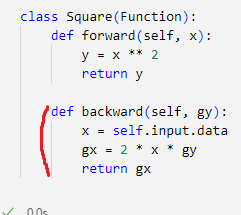 class Square(Function):
    def forward(self, x):
        y = x ** 2
        return y

    def backward(self, gy):
        x = self.input.data
        gx = 2 * x * gy
        return gx
0.0s